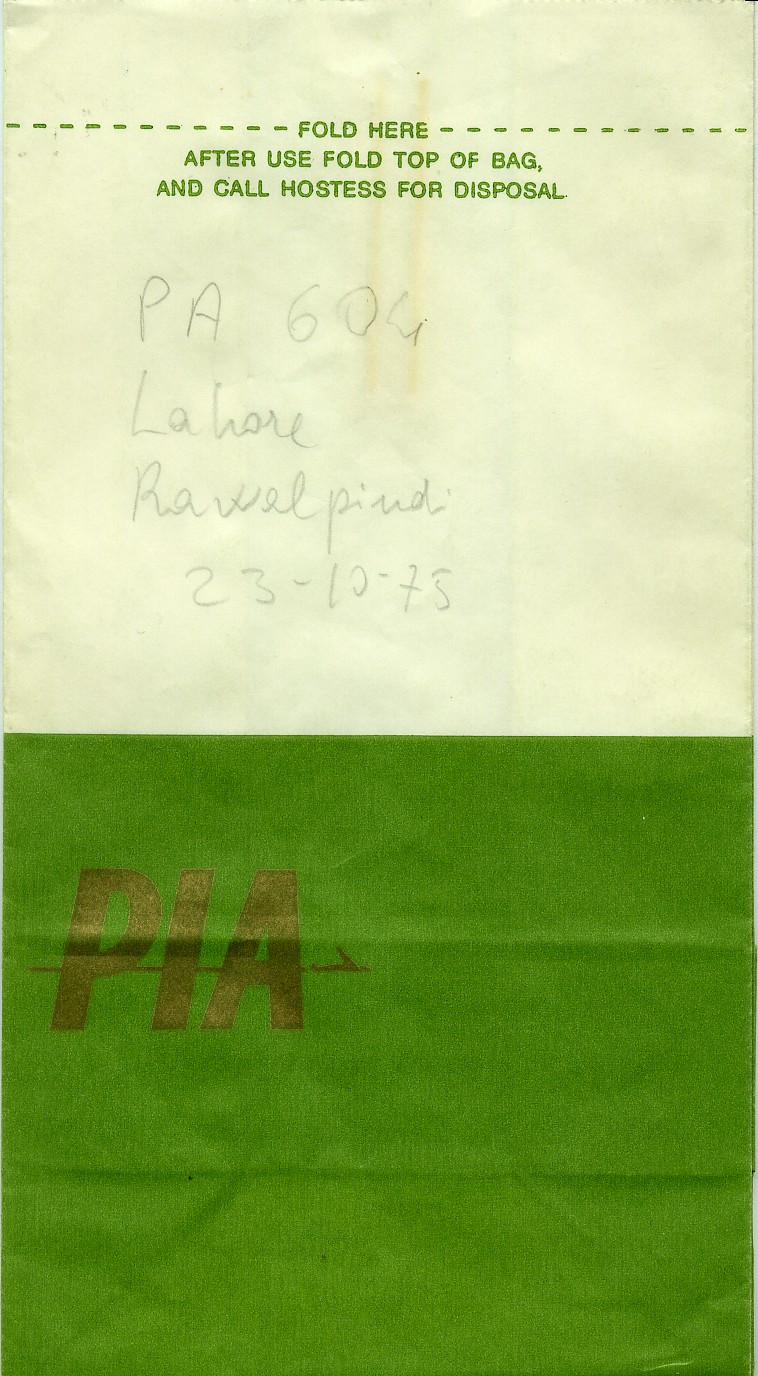 FOLD HERE
AFTER USE FOLD TOP OF BAG,
AND CALL HOSTESS FOR DISPOSAL.
PA 604
Lahore
Rawalpindi
23-10-75
PIA